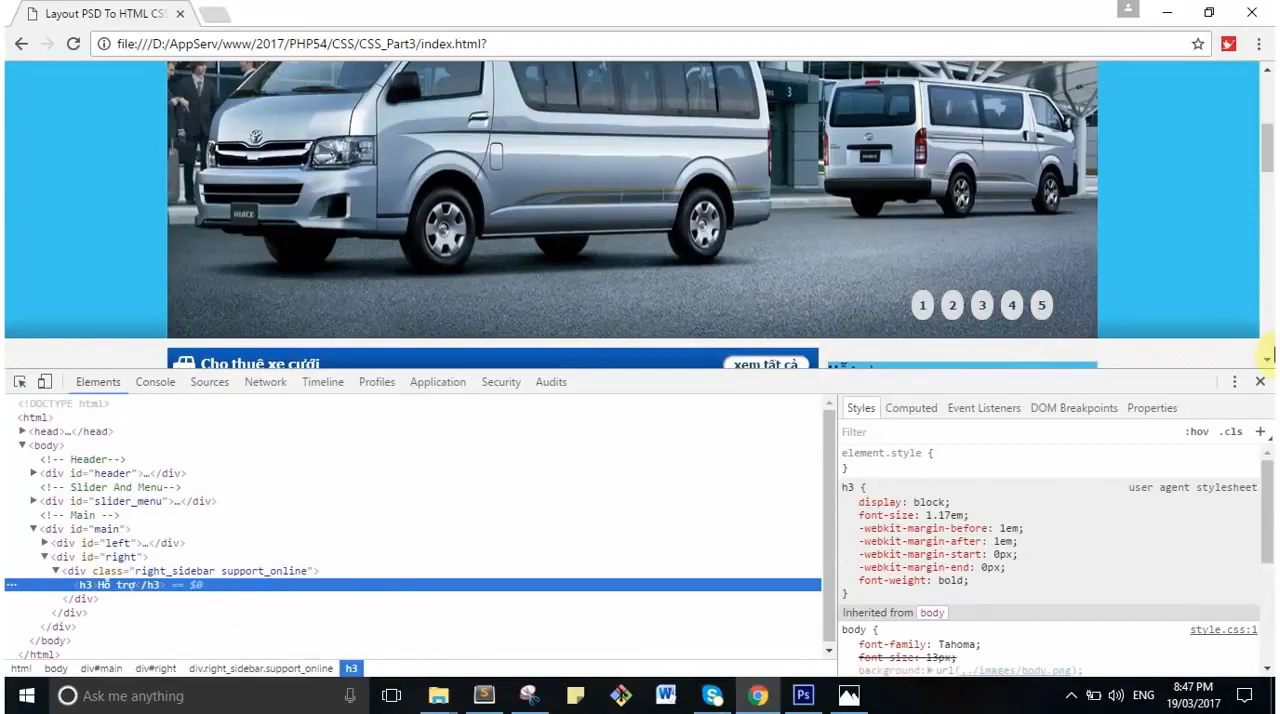 Layout PSD To HTML CSS
file:///D:/AppServ/www/2017/PHP54/CSS/CSS_Part3/index.html?
3
HIACE
HIACE
1 2 3 4 5
Cho thuê xe cưới
xem tất cả
Elements Console Sources Network Timeline Profiles Application Security Audits
<!DOCTYPE html>
<html>
<head>…</head>
<body>
<!-- Header-->
<div id="header">…</div>
<!-- Slider And Menu-->
<div id="slider_menu">…</div>
<!-- Main -->
<div id="main">
<div id="left">…</div>
<div id="right">
<div class="right_sidebar support_online">
<h3>Hỗ trợ</h3> == $0
</div>
</div>
</div>
</body>
</html>
html body div#main div#right div.right_sidebar.support_online h3
Styles Computed Event Listeners DOM Breakpoints Properties
Filter :hov .cls +
element.style {
}
h3 { user agent stylesheet
display: block;
font-size: 1.17em;
-webkit-margin-before: 1em;
-webkit-margin-after: 1em;
-webkit-margin-start: 0px;
-webkit-margin-end: 0px;
font-weight: bold;
}
Inherited from body
body { style.css:1
font-family: Tahoma;
font-size: 13px;
background: url(../images/body.png);
Ask me anything
ENG
8:47 PM
19/03/2017